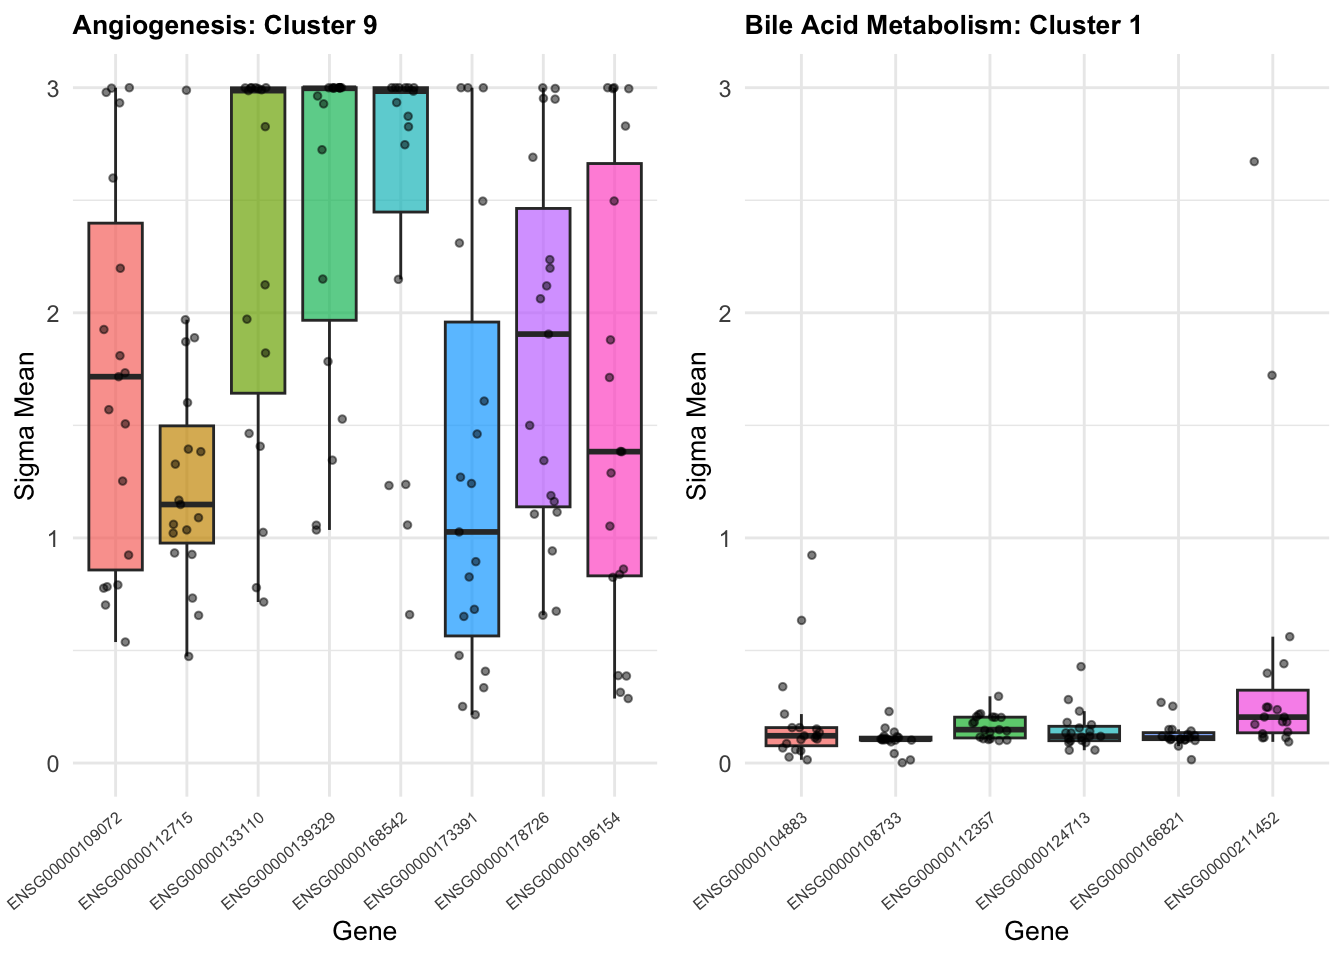 Angiogenesis: Cluster 9
Sigma Mean
3
2
1
0
ENSG00000109072
ENSG00000112715
ENSG00000133110
ENSG00000139329
ENSG00000168542
ENSG00000173391
ENSG00000178726
ENSG00000196154
Gene
Bile Acid Metabolism: Cluster 1
Sigma Mean
3
2
1
0
ENSG00000104883
ENSG00000108733
ENSG00000112357
ENSG00000124713
ENSG00000166821
ENSG00000211452
Gene